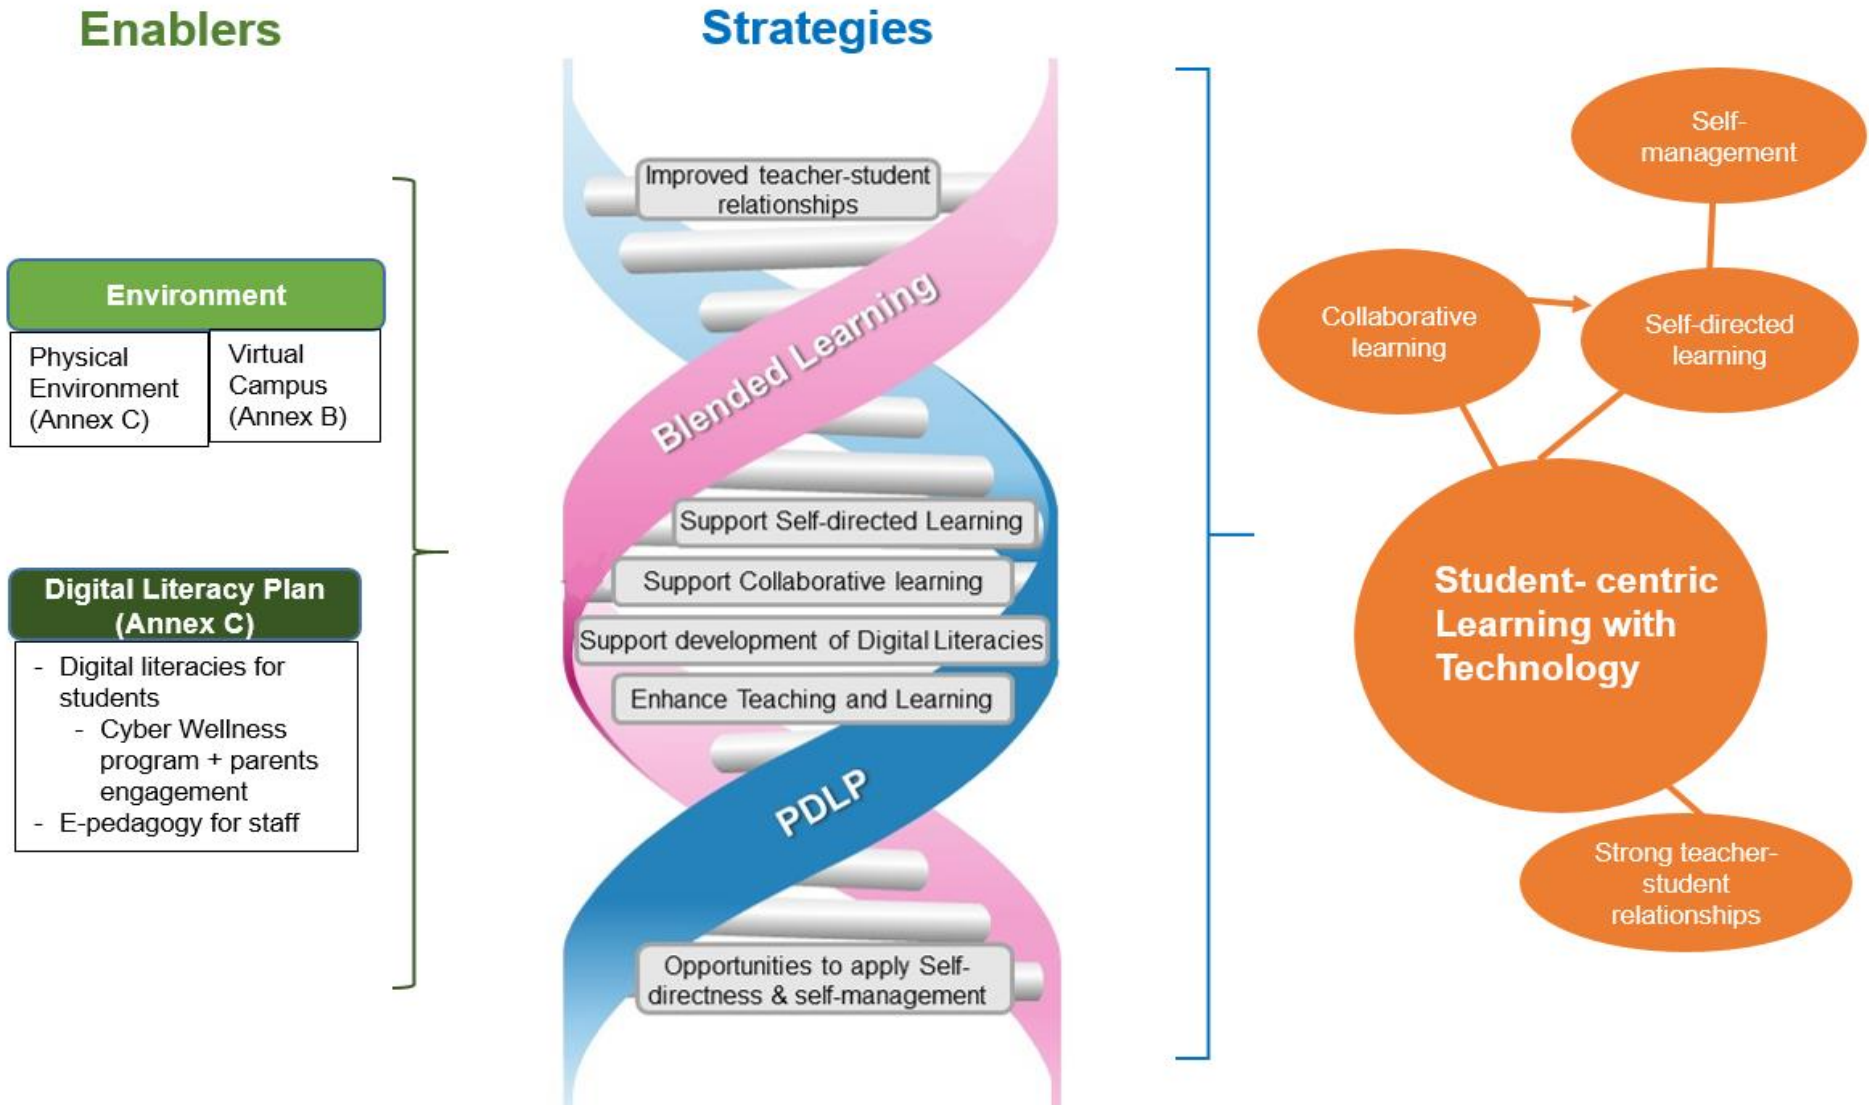 Enablers
Environment
Physical
Environment
(Annex C)
Virtual
Campus
(Annex B)
Digital Literacy Plan
(Annex C)
- Digital literacies for
students
- Cyber Wellness
program + parents
engagement
- E-pedagogy for staff
Strategies
Improved teacher-student
relationships
Blended Learning
Support Self-directed Learning
Support Collaborative learning
Support development of Digital Literacies
Enhance Teaching and Learning
PDLP
Opportunities to apply Self-
directness & self-management
Self-
management
Collaborative
learning
Self-directed
learning
Student- centric
Learning with
Technology
Strong teacher-
student
relationships